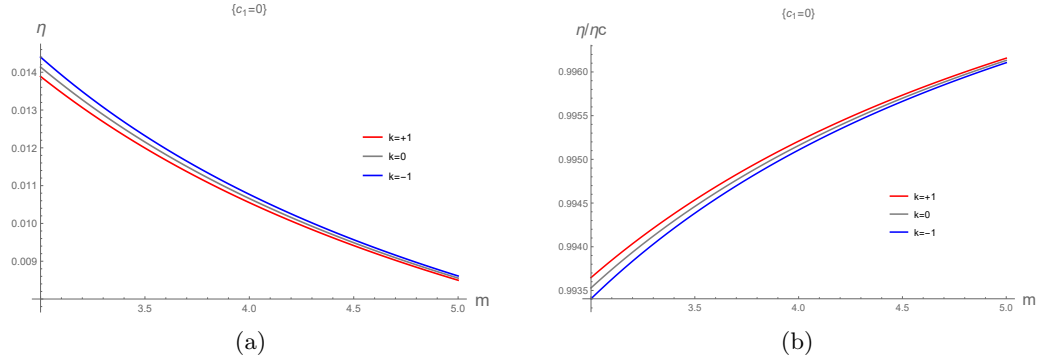 {c₁=0}
η
0.014
0.013
0.012
0.011
0.010
0.009
3.5
4.0
4.5
5.0
m
k=+1
k=0
k=−1
(a)
{c₁=0}
η/ηc
0.9960
0.9955
0.9950
0.9945
0.9940
0.9935
3.5
4.0
4.5
5.0
m
k=+1
k=0
k=−1
(b)